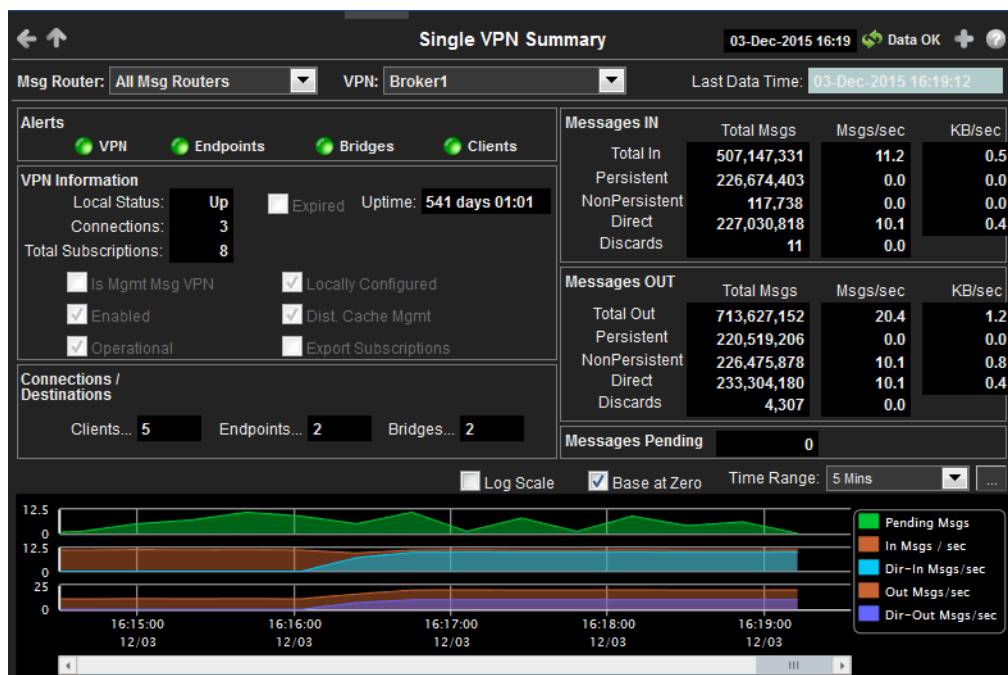 Single VPN Summary
03-Dec-2015 16:19 Data OK
Msg Router: All Msg Routers VPN: Broker1 Last Data Time: 03-Dec-2015 16:19:12
Alerts
VPN Endpoints Bridges Clients
VPN Information
Local Status: Up Expired Uptime: 541 days 01:01
Connections: 3
Total Subscriptions: 8
Is Mgmt Msg VPN Locally Configured
Enabled Dist. Cache Mgmt
Operational Export Subscriptions
Connections /
Destinations
Clients... 5 Endpoints... 2 Bridges... 2
Messages IN Total Msgs Msgs/sec KB/sec
Total In 507,147,331 11.2 0.5
Persistent 226,674,403 0.0 0.0
NonPersistent 117,738 0.0 0.0
Direct 227,030,818 10.1 0.4
Discards 11 0.0
Messages OUT Total Msgs Msgs/sec KB/sec
Total Out 713,627,152 20.4 1.2
Persistent 220,519,206 0.0 0.0
NonPersistent 226,475,878 10.1 0.8
Direct 233,304,180 10.1 0.4
Discards 4,307 0.0
Messages Pending 0
Log Scale Base at Zero Time Range: 5 Mins ...
12.5
0
12.5
0
25
0
16:15:00 16:16:00 16:17:00 16:18:00 16:19:00
12/03 12/03 12/03 12/03 12/03
Pending Msgs
In Msgs / sec
Dir-In Msgs/sec
Out Msgs/sec
Dir-Out Msgs/sec